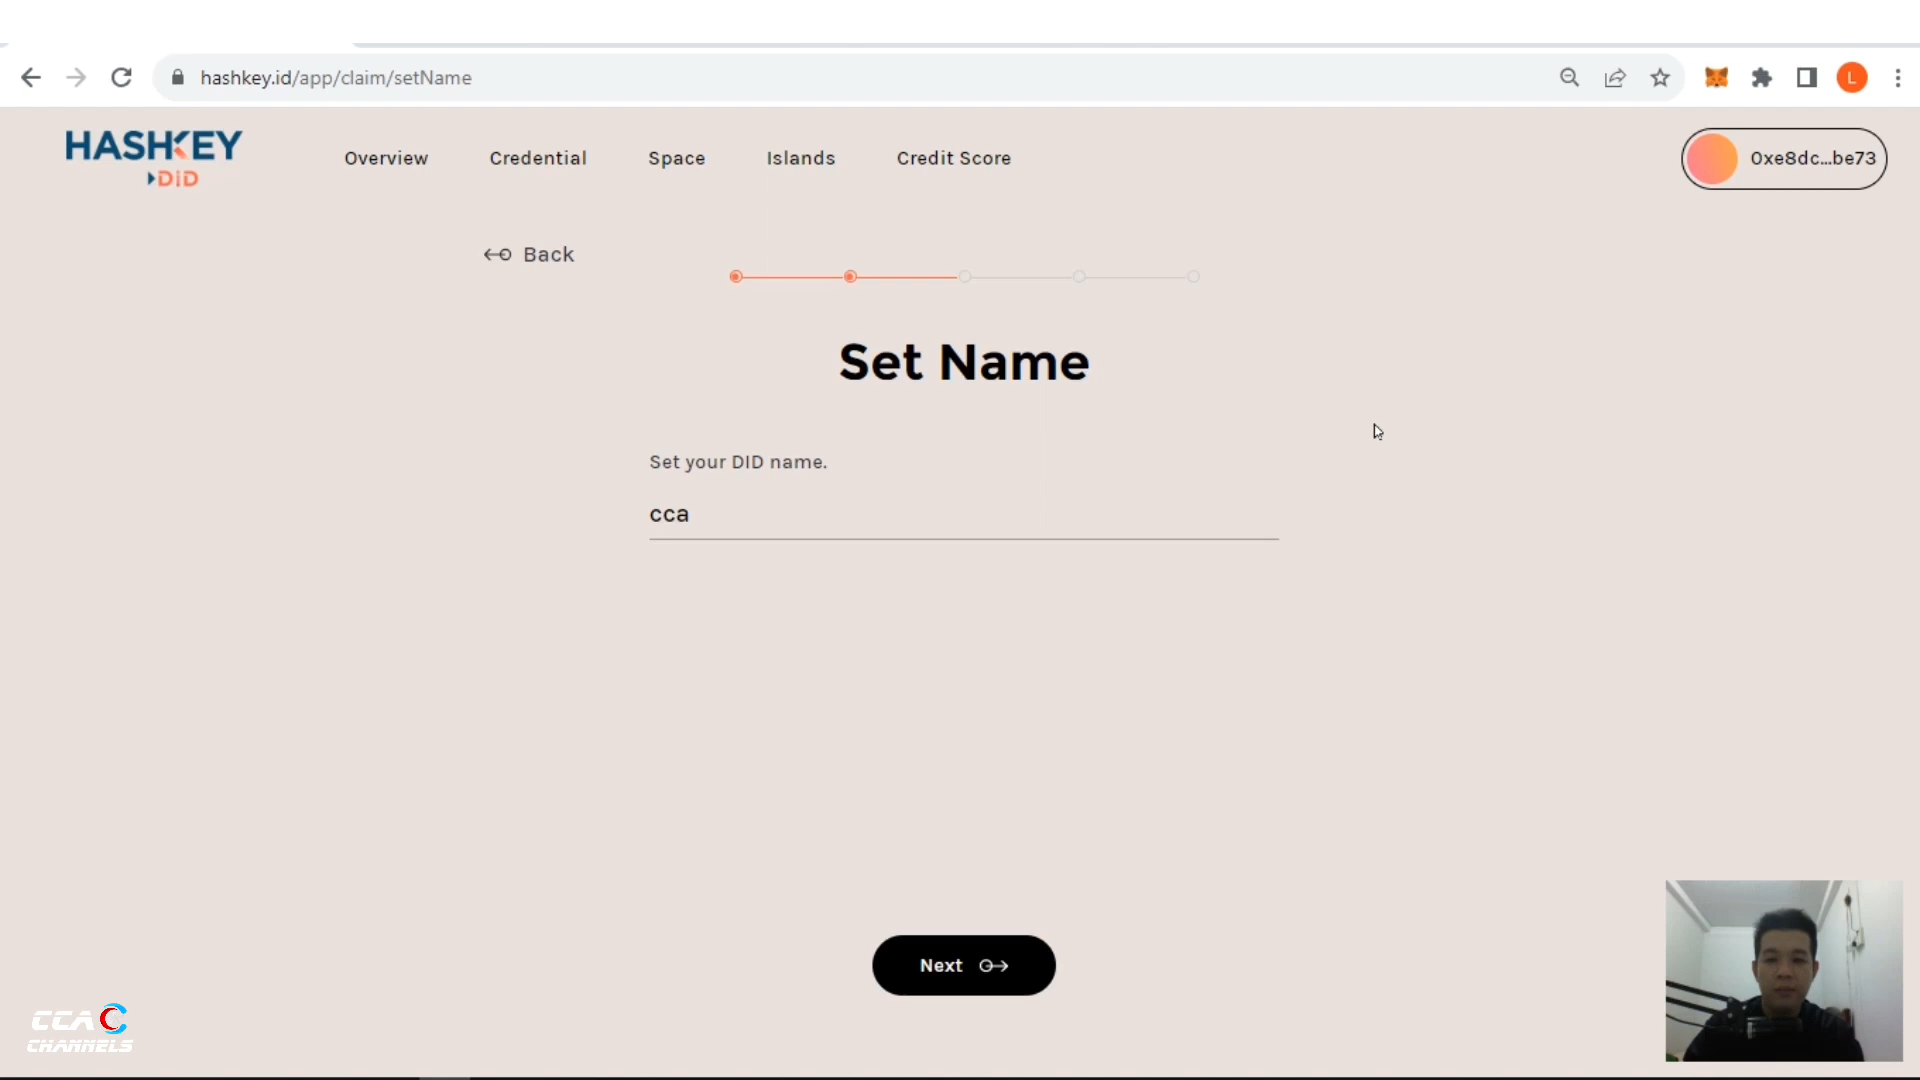 hashkey.id/app/claim/setName
L
HASHKEY
DiD
Overview
Credential
Space
Islands
Credit Score
0xe8dc...be73
Back
Set Name
Set your DID name.
cca
Next
CCA C
CHANNELS